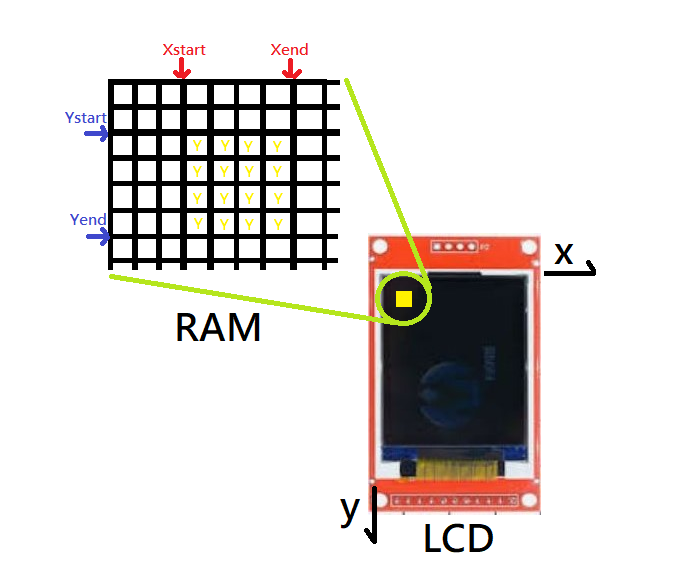 Xstart Xend
Ystart
Y Y Y Y
Y Y Y Y
Y Y Y Y
Y Y Y Y
Yend
RAM
x
y
LCD